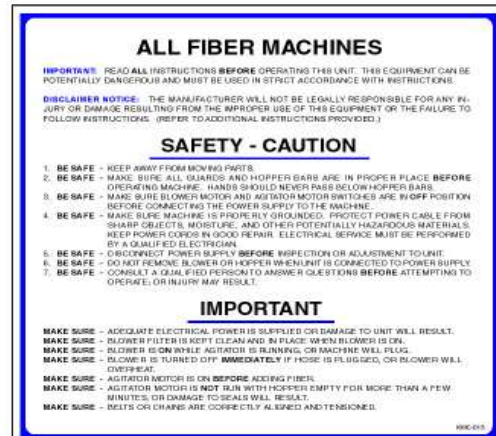 ALL FIBER MACHINES
IMPORTANT: READ ALL INSTRUCTIONS BEFORE OPERATING THIS UNIT. THIS EQUIPMENT CAN BE
POTENTIALLY DANGEROUS AND MUST BE USED IN STRICT ACCORDANCE WITH INSTRUCTIONS.
DISCLAIMER NOTICE: THE MANUFACTURER WILL NOT BE LEGALLY RESPONSIBLE FOR ANY IN-
JURY OR DAMAGE RESULTING FROM THE IMPROPER USE OF THIS EQUIPMENT OR THE FAILURE TO
FOLLOW INSTRUCTIONS. (REFER TO ADDITIONAL INSTRUCTIONS PROVIDED.)
SAFETY - CAUTION
1. BE SAFE - KEEP AWAY FROM MOVING PARTS.
2. BE SAFE - MAKE SURE ALL GUARDS AND HOPPER BARS ARE IN PROPER PLACE BEFORE
OPERATING MACHINE. HANDS SHOULD NEVER PASS BELOW HOPPER BARS.
3. BE SAFE - MAKE SURE BLOWER MOTOR AND AGITATOR MOTOR SWITCHES ARE IN OFF POSITION
BEFORE CONNECTING THE POWER SUPPLY TO THE MACHINE.
4. BE SAFE - MAKE SURE MACHINE IS PROPERLY GROUNDED. PROTECT POWER CABLE FROM
SHARP OBJECTS, MOISTURE, AND OTHER POTENTIALLY HAZARDOUS MATERIALS.
KEEP POWER CORDS IN GOOD REPAIR. ELECTRICAL SERVICE MUST BE PERFORMED
BY A QUALIFIED ELECTRICIAN.
5. BE SAFE - DISCONNECT POWER SUPPLY BEFORE INSPECTION OR ADJUSTMENT TO UNIT.
6. BE SAFE - DO NOT REMOVE BLOWER OR HOPPER WHEN UNIT IS CONNECTED TO POWER SUPPLY.
7. BE SAFE - CONSULT A QUALIFIED PERSON TO ANSWER QUESTIONS BEFORE ATTEMPTING TO
OPERATE; OR INJURY MAY RESULT.
IMPORTANT
MAKE SURE - ADEQUATE ELECTRICAL POWER IS SUPPLIED OR DAMAGE TO UNIT WILL RESULT.
MAKE SURE - BLOWER FILTER IS KEPT CLEAN AND IN PLACE WHEN BLOWER IS ON.
MAKE SURE - BLOWER IS ON WHILE AGITATOR IS RUNNING, OR MACHINE WILL PLUG.
MAKE SURE - BLOWER IS TURNED OFF IMMEDIATELY IF HOSE IS PLUGGED, OR BLOWER WILL
OVERHEAT.
MAKE SURE - AGITATOR MOTOR IS ON BEFORE ADDING FIBER.
MAKE SURE - AGITATOR MOTOR IS NOT RUN WITH HOPPER EMPTY FOR MORE THAN A FEW
MINUTES, OR DAMAGE TO SEALS WILL RESULT.
MAKE SURE - BELTS OR CHAINS ARE CORRECTLY ALIGNED AND TENSIONED.